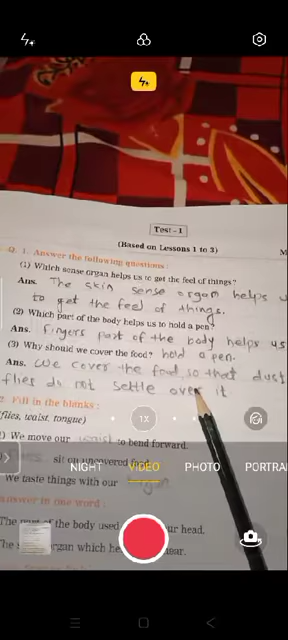 Test - 1
(Based on Lessons 1 to 3)
Q. 1. Answer the following questions :
(1) Which sense organ helps us to get the feel of things?
Ans. The skin sense organ helps u
to get the feel of things.
(2) Which part of the body helps us to hold a pen?
Ans. Fingers part of the body helps us
(3) Why should we cover the food? hold a pen.
Ans. We cover the food so that dust
flies do not settle over it
Fill in the blanks :
(flies, waist, tongue)
We move our waist to bend forward.
sit on uncovered food.
We taste things with our
1X
NIGHT VIDEO PHOTO PORTRA
Answer in one word :
The part of the body used ur head.
The organ which he ear.